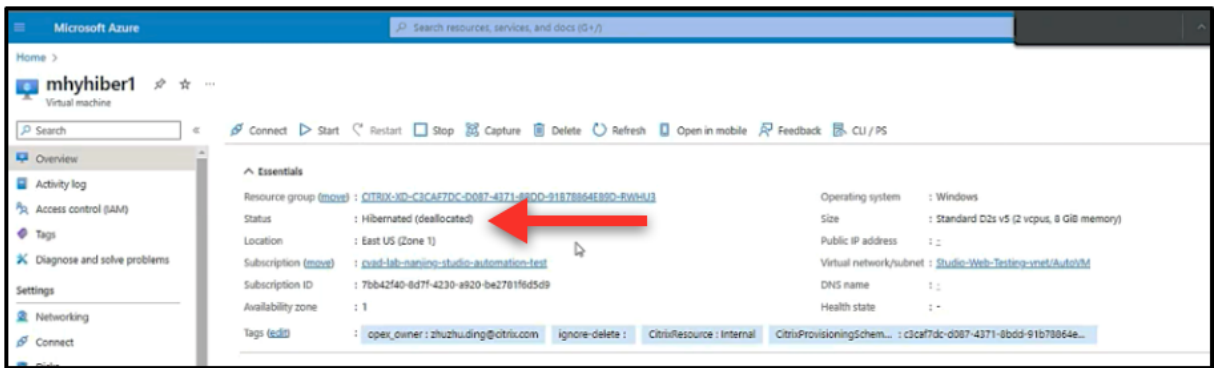 Microsoft Azure
Search resources, services, and docs (G+/)
Home >
mhyhiber1
Virtual machine
Search
Connect Start Restart Stop Capture Delete Refresh Open in mobile Feedback CLI / PS
Overview
Activity log
Access control (IAM)
Tags
Diagnose and solve problems
Settings
Networking
Connect
Disks
Essentials
Resource group (move) : CITRIX-XD-C3CAF7DC-D087-4371-8BDD-91B78864E89D-RWHU3
Status : Hibernated (deallocated)
Location : East US (Zone 1)
Subscription (move) : cvad-lab-nanjing-studio-automation-test
Subscription ID : 7bb42f40-8d7f-4230-a920-be2781f6d5d9
Availability zone : 1
Operating system : Windows
Size : Standard D2s v5 (2 vcpus, 8 GiB memory)
Public IP address : -
Virtual network/subnet : Studio-Web-Testing-vnet/AutoVM
DNS name : -
Health state : -
Tags (edit) : opex_owner : zhuzhu.ding@citrix.com ignore-delete : CitrixResource : Internal CitrixProvisioningSchem... : c3caf7dc-d087-4371-8bdd-91b78864e...